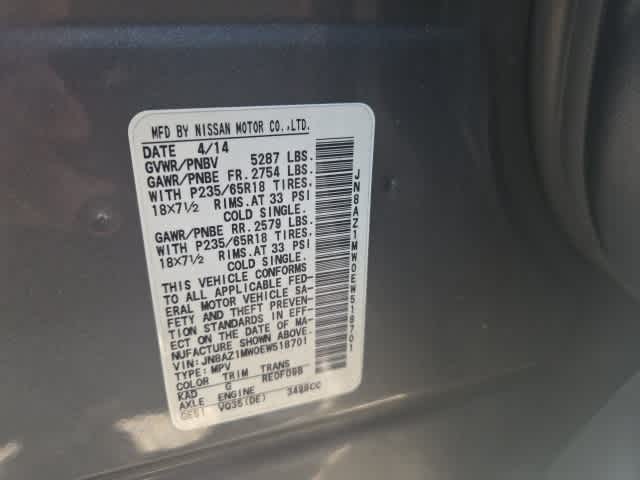 MFD BY NISSAN MOTOR CO.,LTD.
DATE 4/14
GVWR/PNBV 5287 LBS.
GAWR/PNBE FR. 2754 LBS.
WITH P235/65R18 TIRES,
18X7½ RIMS.AT 33 PSI
COLD SINGLE.
GAWR/PNBE RR. 2579 LBS.
WITH P235/65R18 TIRES,
18X7½ RIMS.AT 33 PSI
COLD SINGLE.
THIS VEHICLE CONFORMS
TO ALL APPLICABLE FED-
ERAL MOTOR VEHICLE SA-
FETY AND THEFT PREVEN-
TION STANDARDS IN
EFFECT ON THE DATE OF MA-
NUFACTURE SHOWN ABOVE.
VIN: JN8AZ1MW0EW518701
TYPE: MPV
COLOR TRIM TRANS
KAD G RE0F09B
AXLE ENGINE
VQ35(DE) 3498CC
JN8AZ1MW0EW518701